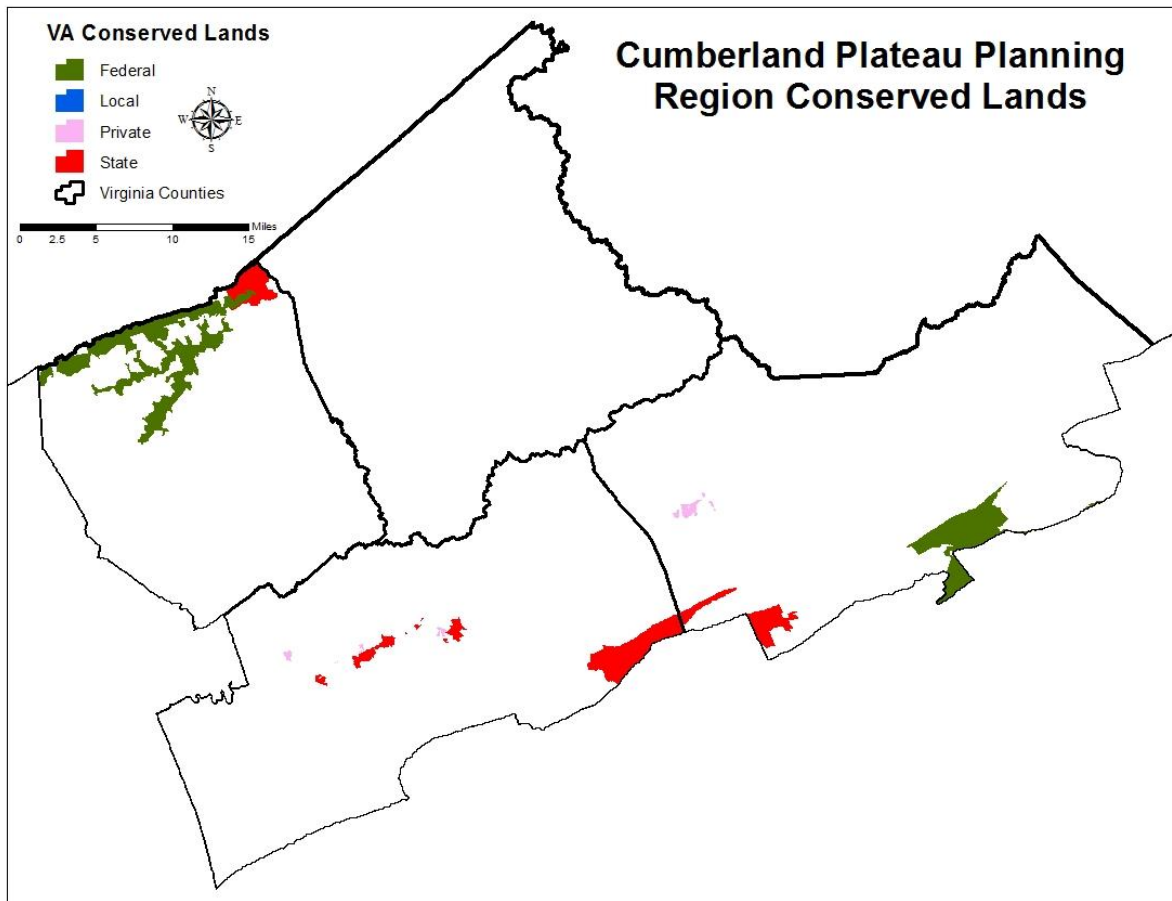 VA Conserved Lands
Federal
Local
Private
State
Virginia Counties
N
W E
S
Miles
0 2.5 5 10 15
Cumberland Plateau Planning
Region Conserved Lands